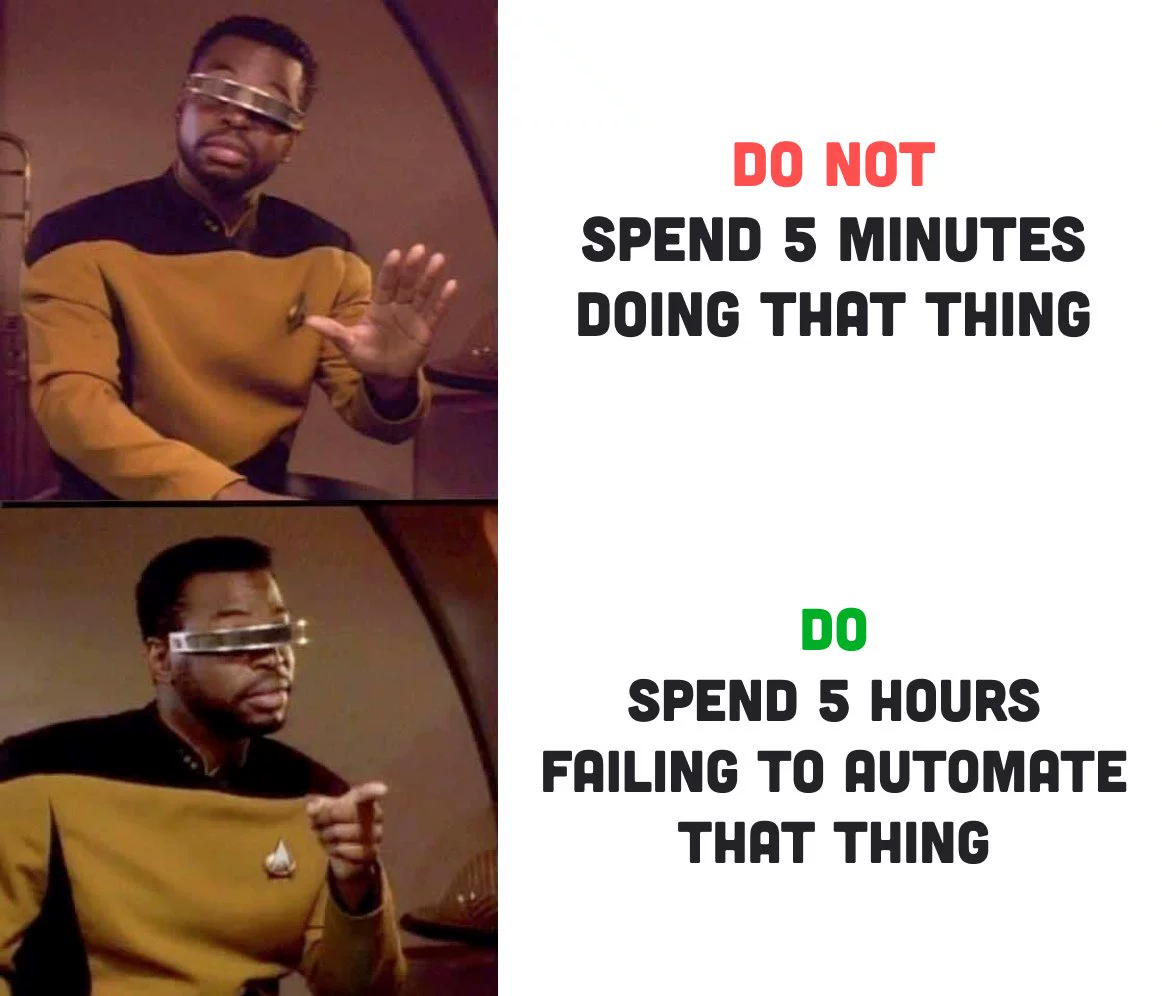 DO NOT
SPEND 5 MINUTES
DOING THAT THING
DO
SPEND 5 HOURS
FAILING TO AUTOMATE
THAT THING